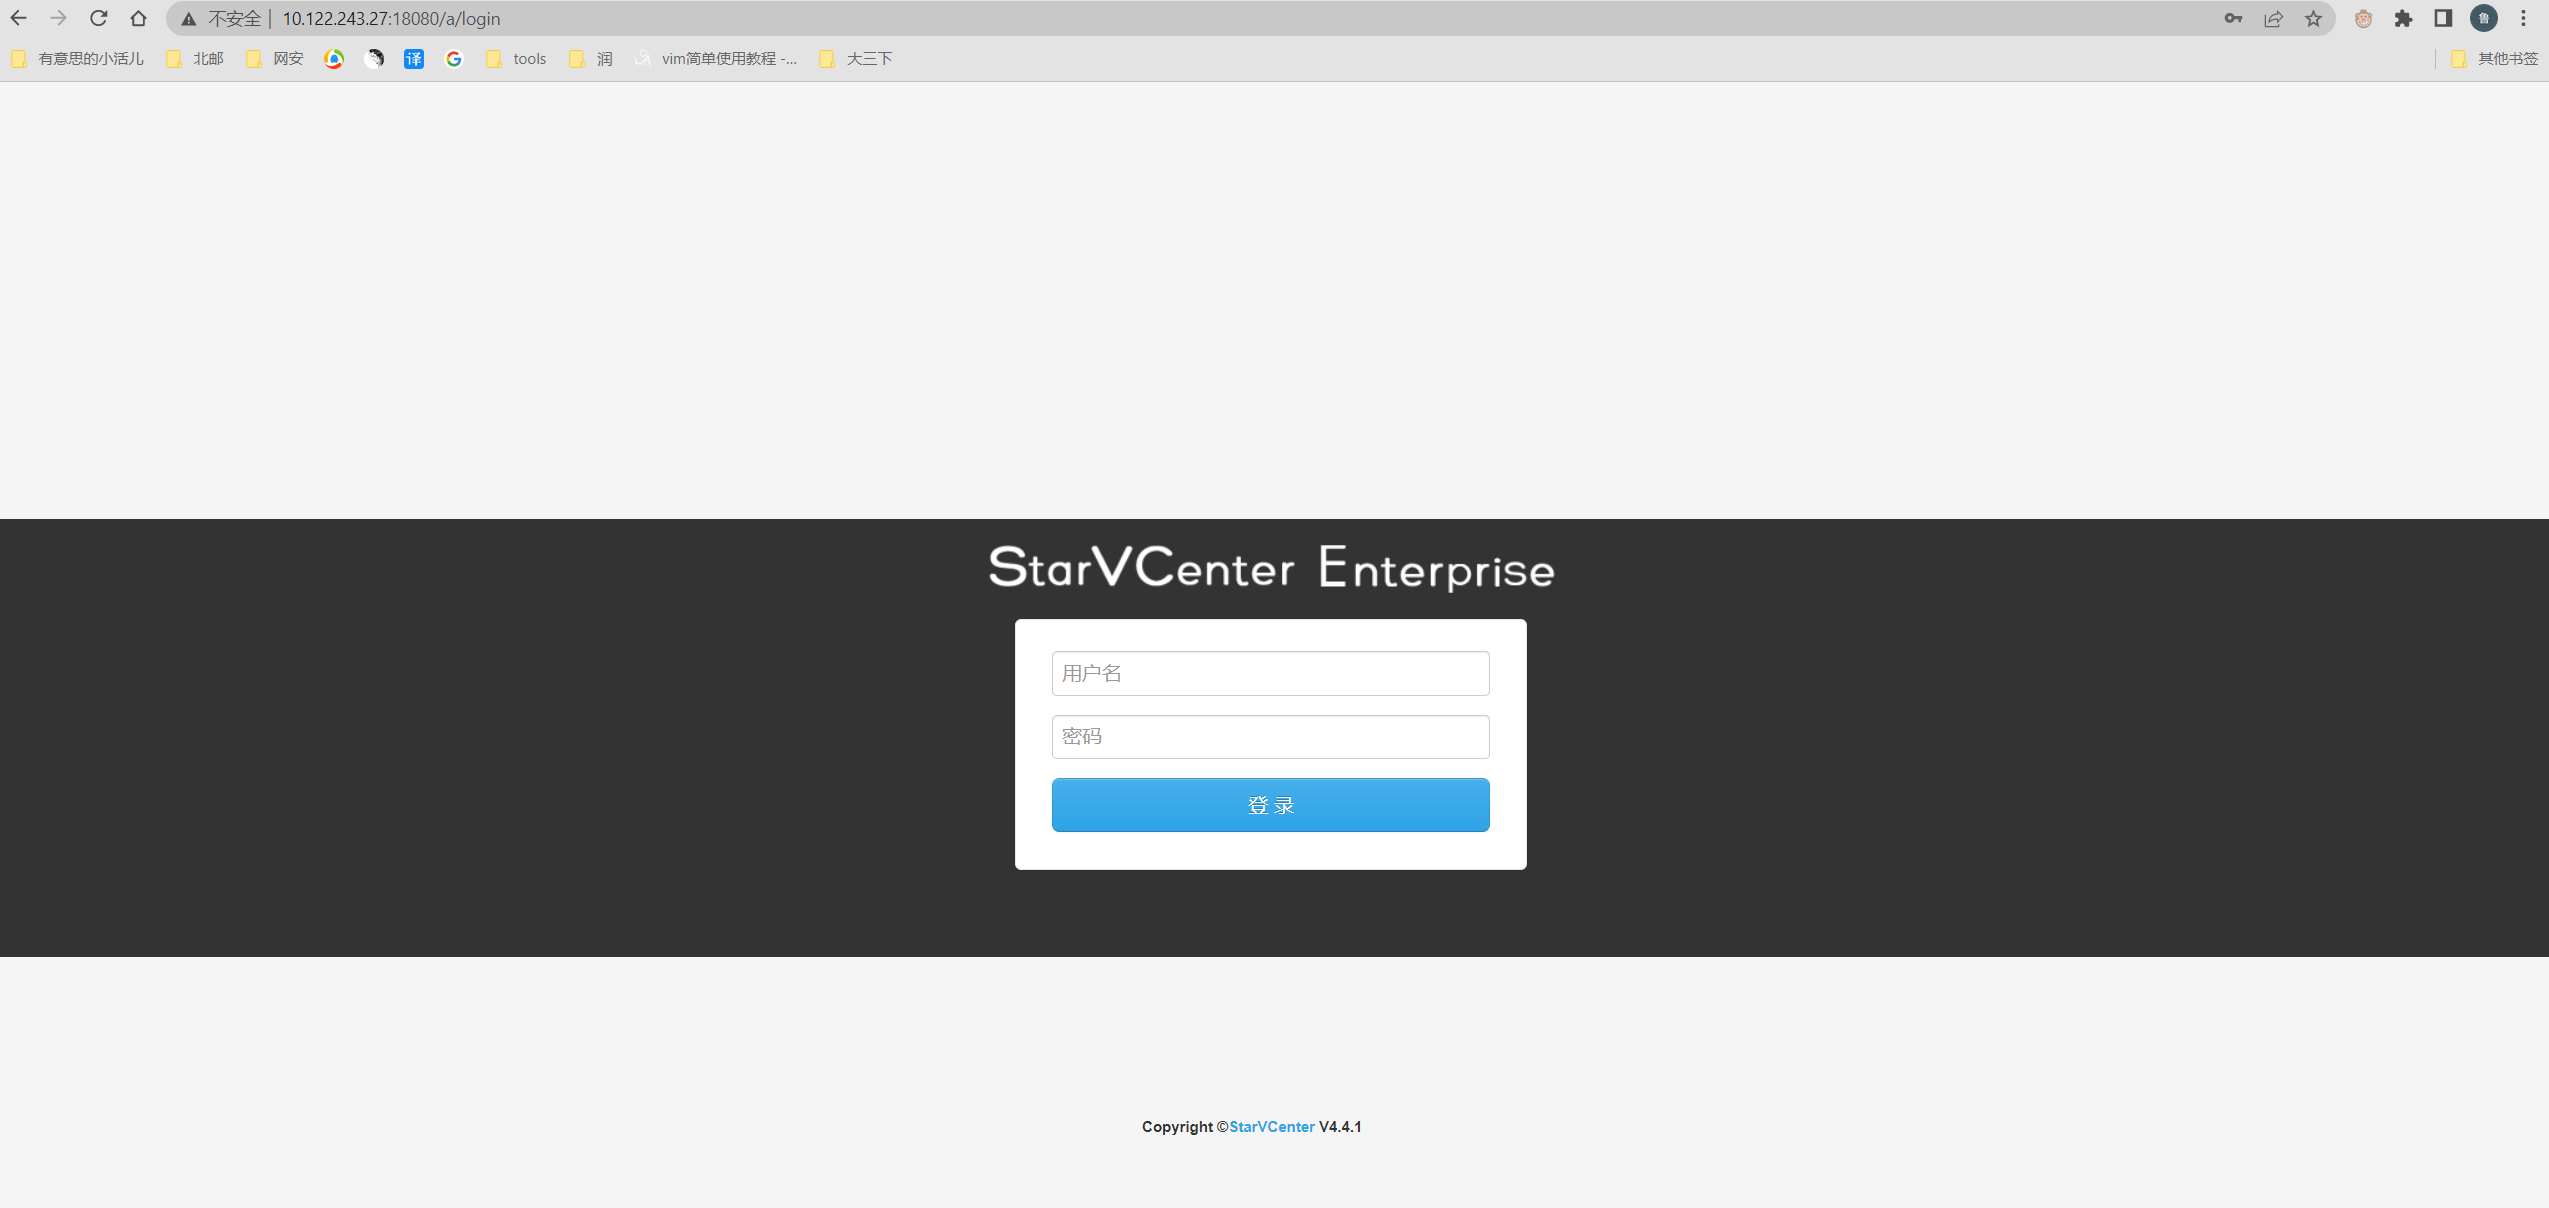 不安全 | 10.122.243.27:18080/a/login 鲁
有意思的小活儿 北邮 网安 译 G tools 润 vim简单使用教程 -... 大三下 其他书签
StarVCenter Enterprise
用户名
密码
登 录
Copyright ©StarVCenter V4.4.1